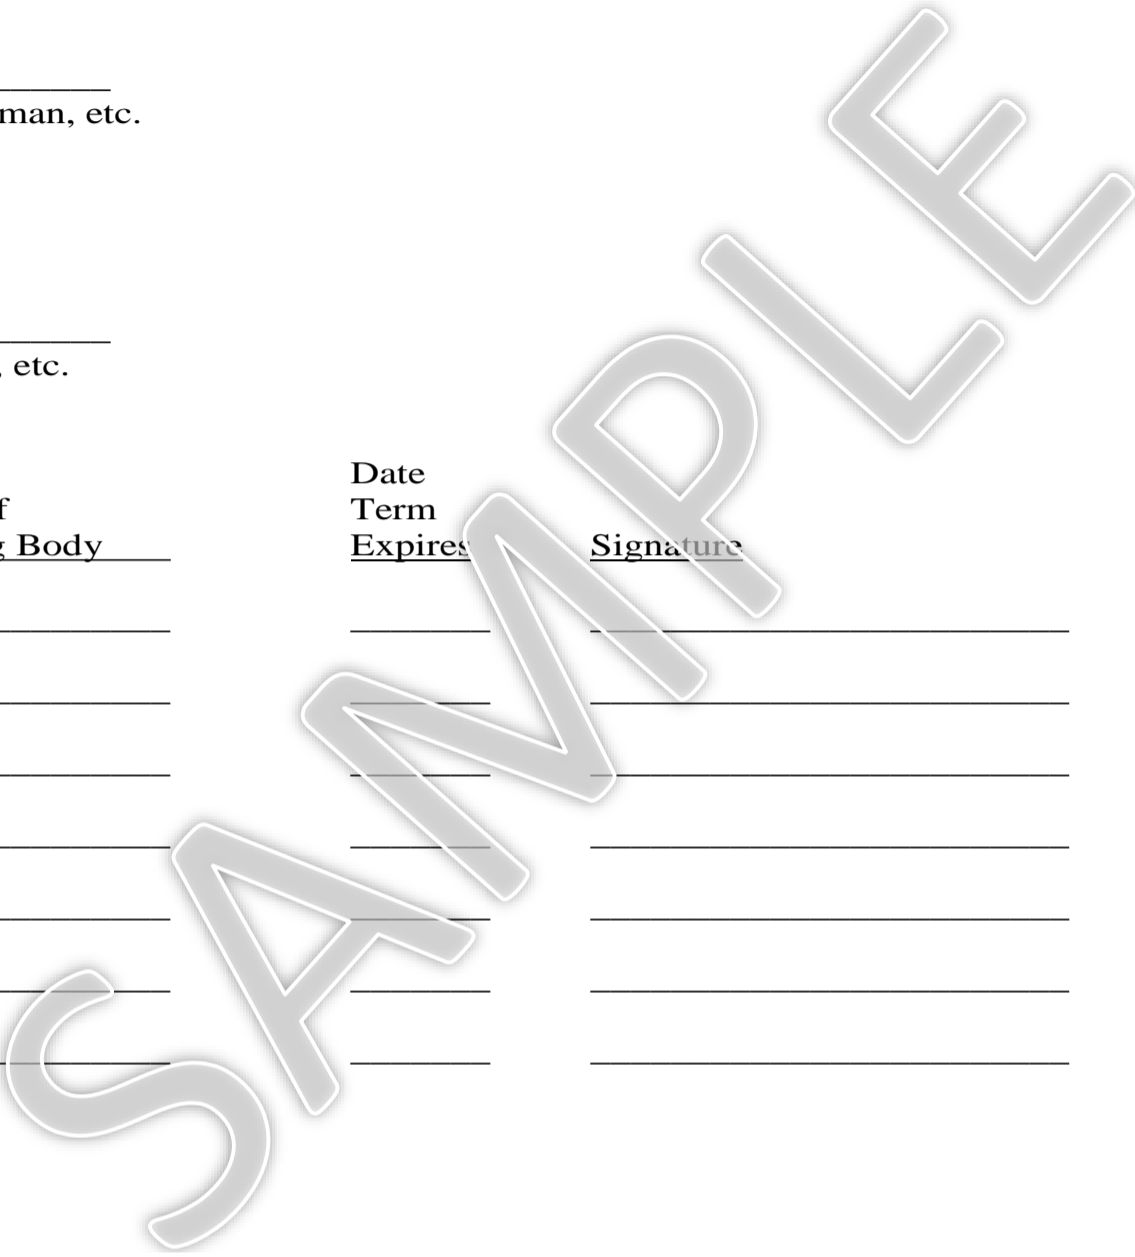 man, etc.
, etc.
Date
f Term
g Body Expires Signature
SAMPLE